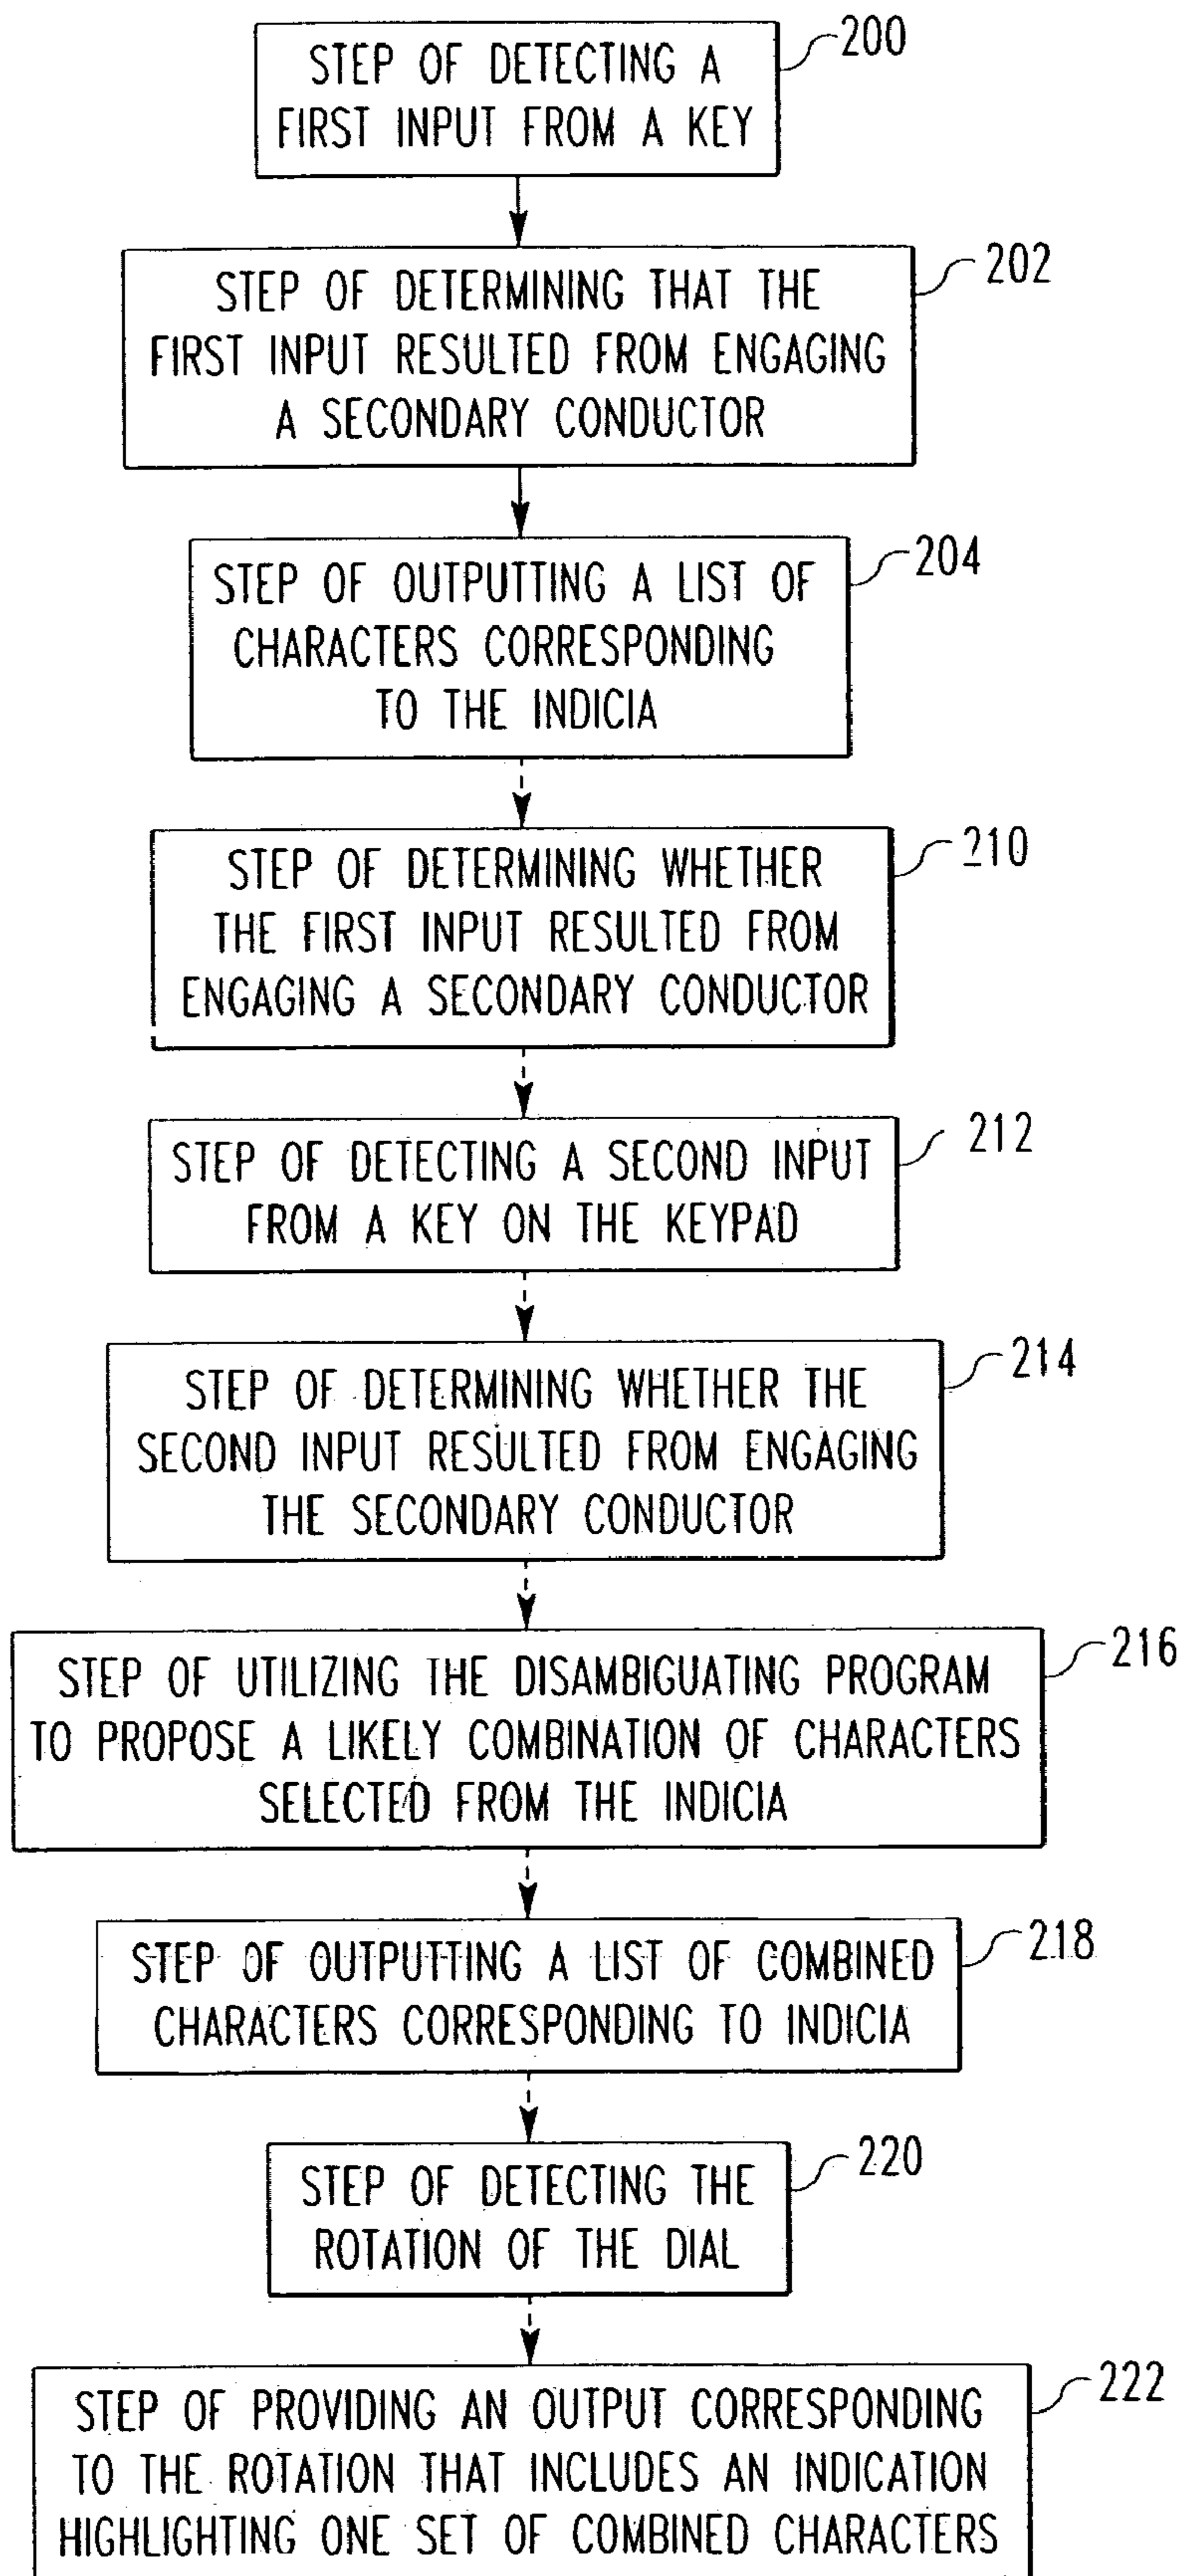 STEP OF DETECTING A
FIRST INPUT FROM A KEY
200
STEP OF DETERMINING THAT THE
FIRST INPUT RESULTED FROM ENGAGING
A SECONDARY CONDUCTOR
202
STEP OF OUTPUTTING A LIST OF
CHARACTERS CORRESPONDING
TO THE INDICIA
204
STEP OF DETERMINING WHETHER
THE FIRST INPUT RESULTED FROM
ENGAGING A SECONDARY CONDUCTOR
210
STEP OF DETECTING A SECOND INPUT
FROM A KEY ON THE KEYPAD
212
STEP OF DETERMINING WHETHER THE
SECOND INPUT RESULTED FROM ENGAGING
THE SECONDARY CONDUCTOR
214
STEP OF UTILIZING THE DISAMBIGUATING PROGRAM
TO PROPOSE A LIKELY COMBINATION OF CHARACTERS
SELECTED FROM THE INDICIA
216
STEP OF OUTPUTTING A LIST OF COMBINED
CHARACTERS CORRESPONDING TO INDICIA
218
STEP OF DETECTING THE
ROTATION OF THE DIAL
220
STEP OF PROVIDING AN OUTPUT CORRESPONDING
TO THE ROTATION THAT INCLUDES AN INDICATION
HIGHLIGHTING ONE SET OF COMBINED CHARACTERS
222